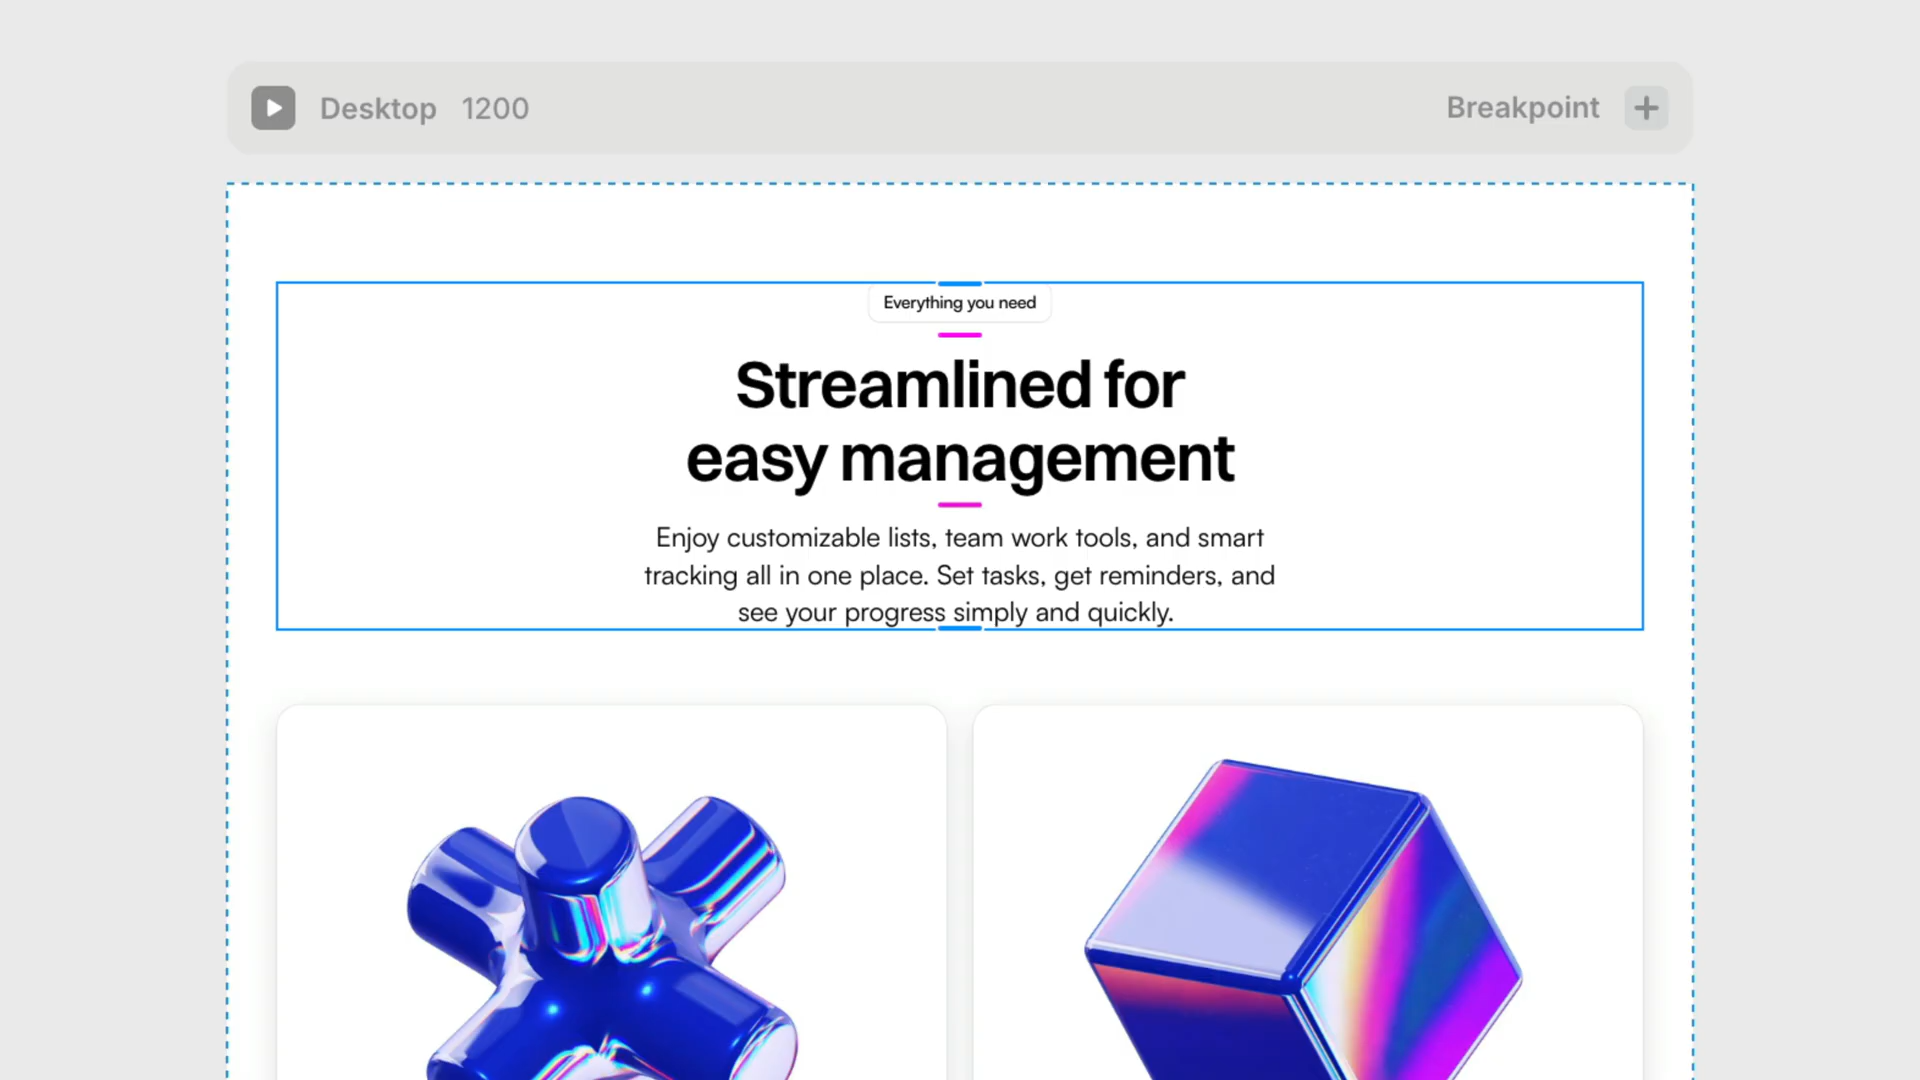 Desktop 1200
Breakpoint +
Everything you need
Streamlined for
easy management
Enjoy customizable lists, team work tools, and smart
tracking all in one place. Set tasks, get reminders, and
see your progress simply and quickly.